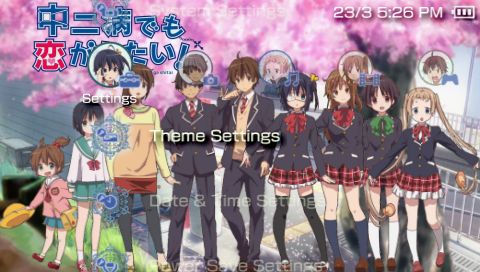 System Settings
23/3 5:26 PM
中二病でも
恋がしたい!
Settings
Theme Settings
Date & Time Settings
Power Save Settings